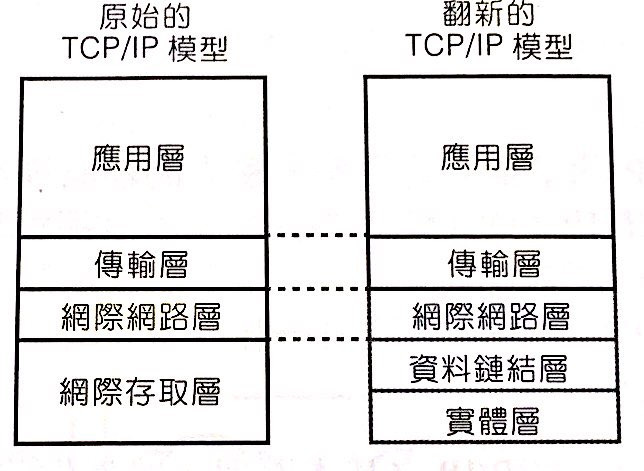 原始的
TCP/IP 模型
應用層
傳輸層
網際網路層
網際存取層
翻新的
TCP/IP 模型
應用層
傳輸層
網際網路層
資料鏈結層
實體層